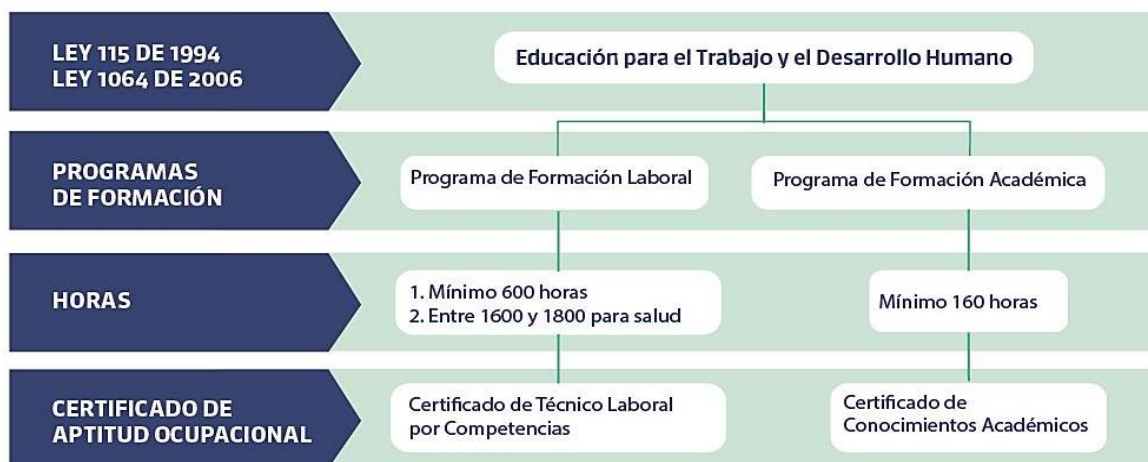 LEY 115 DE 1994
LEY 1064 DE 2006
Educación para el Trabajo y el Desarrollo Humano
PROGRAMAS
DE FORMACIÓN
Programa de Formación Laboral
Programa de Formación Académica
HORAS
1. Mínimo 600 horas
2. Entre 1600 y 1800 para salud
Mínimo 160 horas
CERTIFICADO DE
APTITUD OCUPACIONAL
Certificado de Técnico Laboral
por Competencias
Certificado de
Conocimientos Académicos